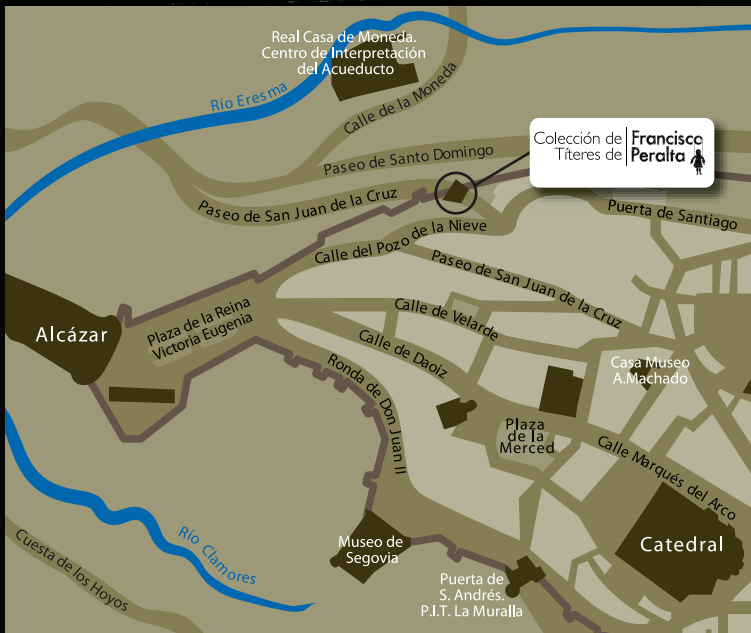 Real Casa de Moneda.
Centro de Interpretación
del Acueducto
Río Eresma
Calle de la Moneda
Colección de
Títeres de
Francisco
Peralta
Paseo de Santo Domingo
Paseo de San Juan de la Cruz
Puerta de Santiago
Calle del Pozo de la Nieve
Paseo de San Juan de la Cruz
Alcázar
Plaza de la Reina
Victoria Eugenia
Calle de Velarde
Calle de Daoiz
Ronda de Don Juan II
Casa Museo
A.Machado
Plaza
de la
Merced
Calle Marqués del Arco
Catedral
Museo de
Segovia
Río Clamores
Cuesta de los Hoyos
Puerta de
S. Andrés.
P.I.T. La Muralla